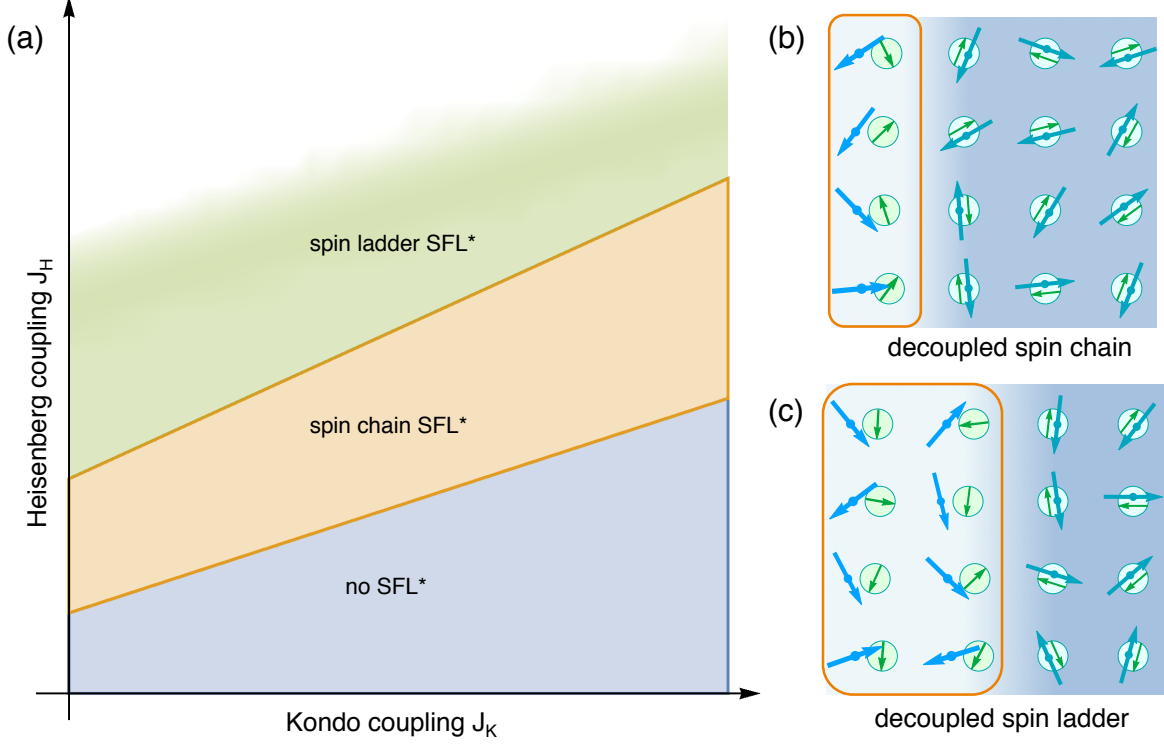 (a)
Heisenberg coupling J_H
spin ladder SFL*
spin chain SFL*
no SFL*
Kondo coupling J_K
(b)
decoupled spin chain
(c)
decoupled spin ladder